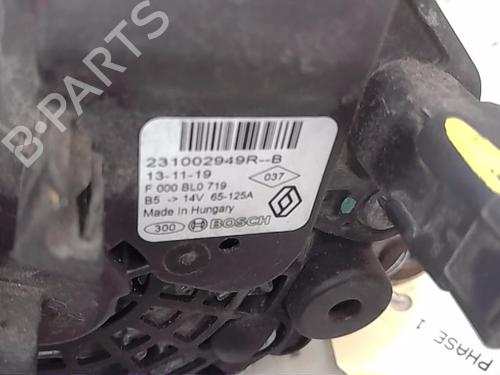 B-PARTS
231002949R--B
13-11-19
037
F 000 BL0 719
B5 -> 14V 65-125A
Made In Hungary
300 BOSCH
PHASE 1